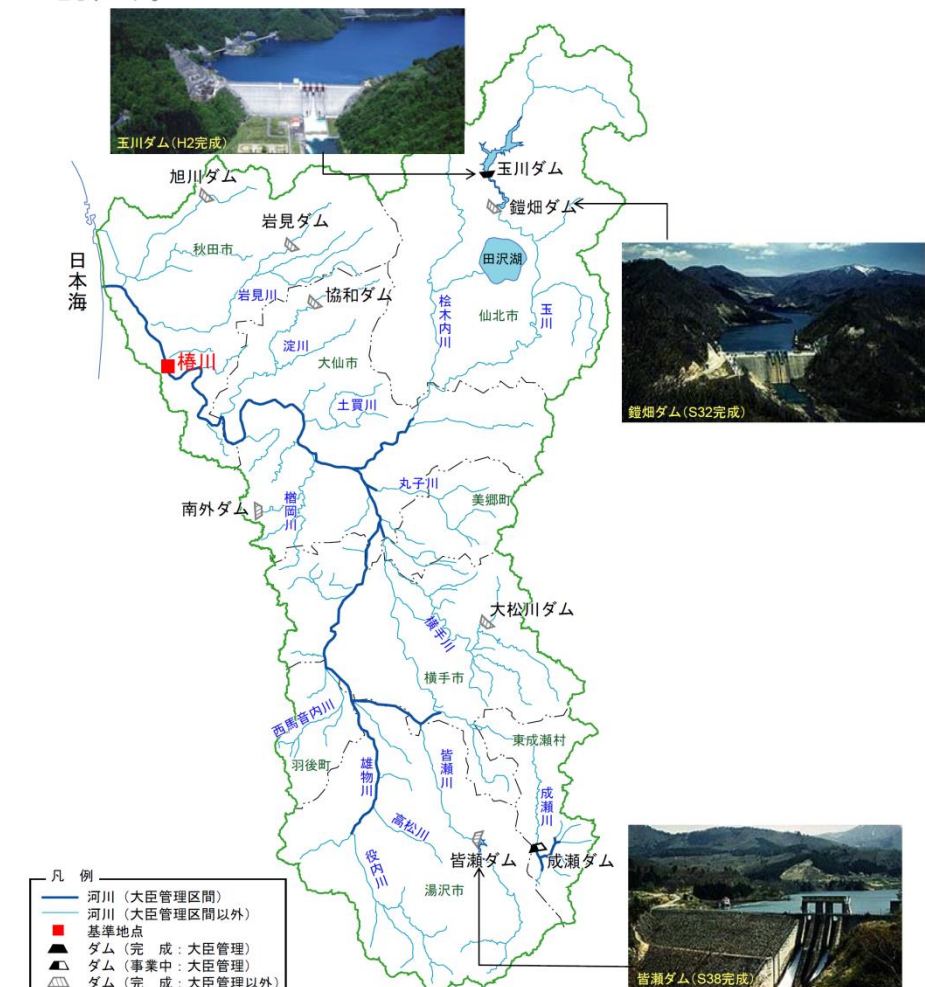 玉川ダム(H2完成)
玉川ダム
旭川ダム
鎧畑ダム
岩見ダム
秋田市
日本海
田沢湖
岩見川
協和ダム
桧木内川
仙北市
玉川
淀川
大仙市
椿川
鎧畑ダム(S32完成)
土買川
丸子川
美郷町
南外ダム
楢岡川
大松川ダム
横手川
横手市
西馬音内川
東成瀬村
羽後町
雄物川
皆瀬川
成瀬川
高松川
役内川
皆瀬ダム
成瀬ダム
湯沢市
皆瀬ダム(S38完成)
凡 例
河川(大臣管理区間)
河川(大臣管理区間以外)
基準地点
ダム(完 成:大臣管理)
ダム(事業中:大臣管理)
ダム(完 成:大臣管理以外)